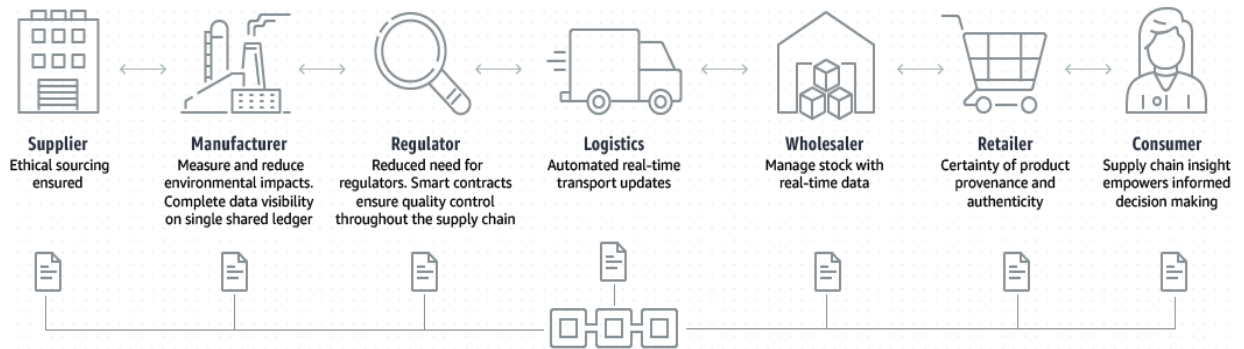 Supplier
Ethical sourcing
ensured
Manufacturer
Measure and reduce
environmental impacts.
Complete data visibility
on single shared ledger
Regulator
Reduced need for
regulators. Smart contracts
ensure quality control
throughout the supply chain
Logistics
Automated real-time
transport updates
Wholesaler
Manage stock with
real-time data
Retailer
Certainty of product
provenance and
authenticity
Consumer
Supply chain insight
empowers informed
decision making